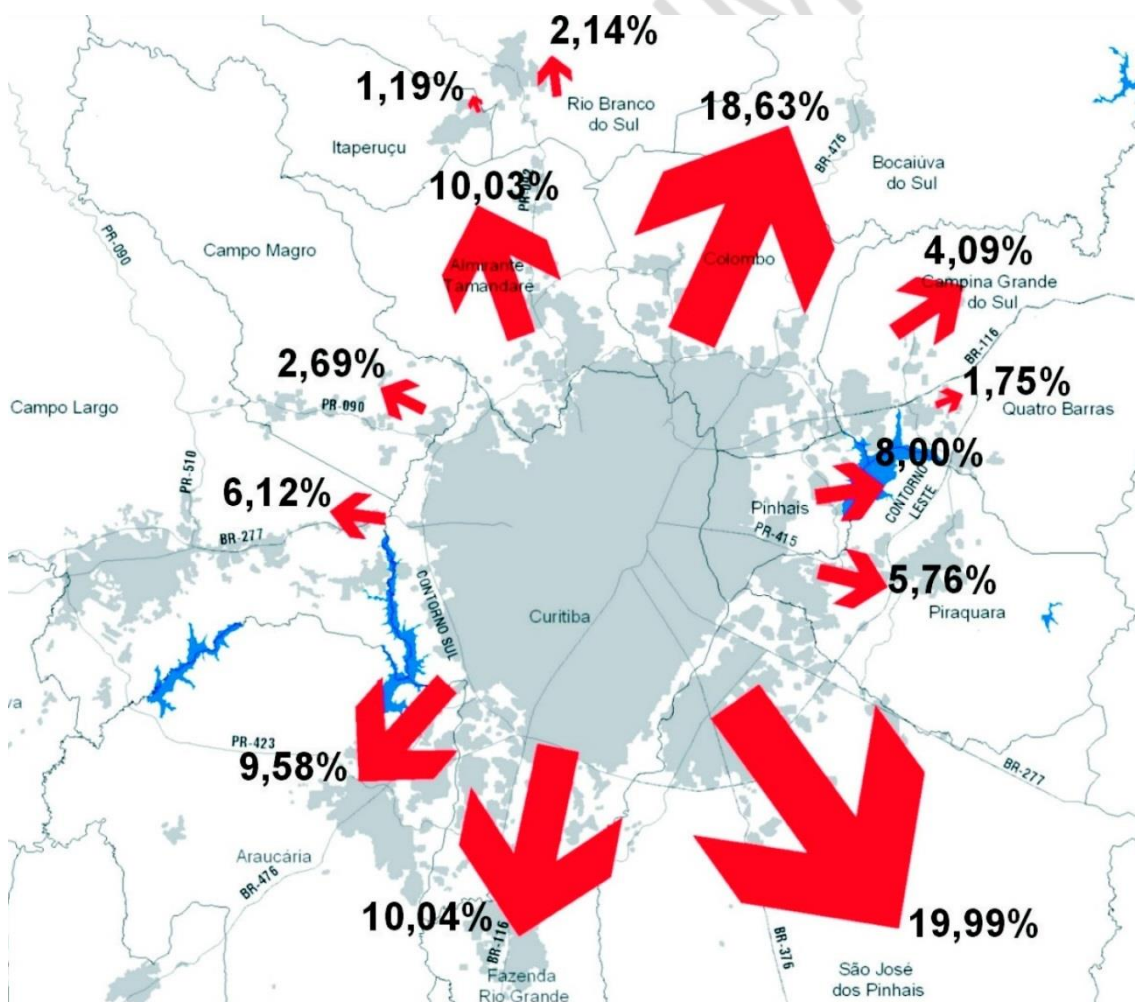 2,14%
1,19%
Rio Branco
do Sul
18,63%
Itaperuçu
BR-476
Bocaiúva
do Sul
10,03%
PR-092
PR-090
Campo Magro
Almirante
Tamandaré
Colombo
4,09%
Campina Grande
do Sul
BR-116
2,69%
1,75%
Campo Largo
PR-090
Quatro Barras
PR-510
8,00%
6,12%
CONTORNO
LESTE
Pinhais
BR-277
PR-415
5,76%
CONTORNO SUL
Curitiba
Piraquara
va
PR-423
9,58%
BR-277
Araucária
BR-476
10,04%
BR-116
19,99%
BR-376
Fazenda
Rio Grande
São José
dos Pinhais